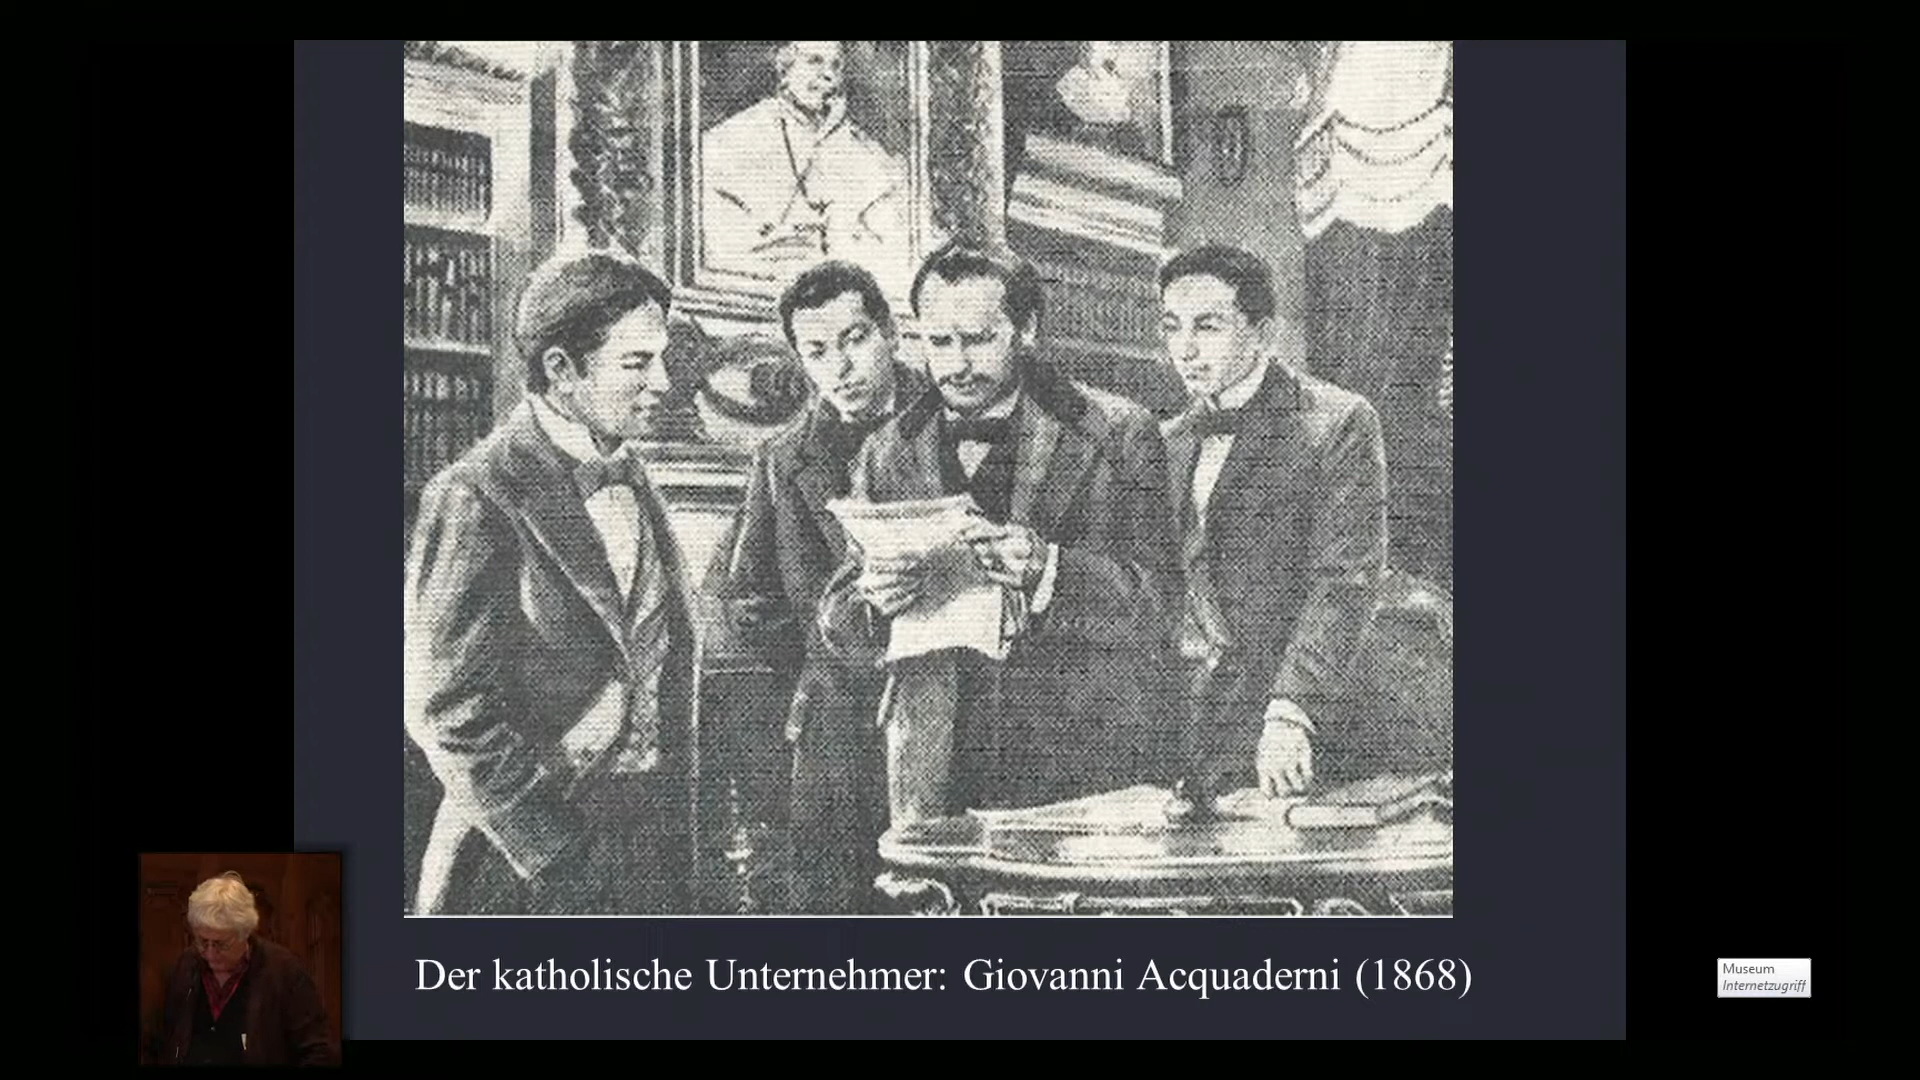 Der katholische Unternehmer: Giovanni Acquaderni (1868)
Museum
Internetzugriff